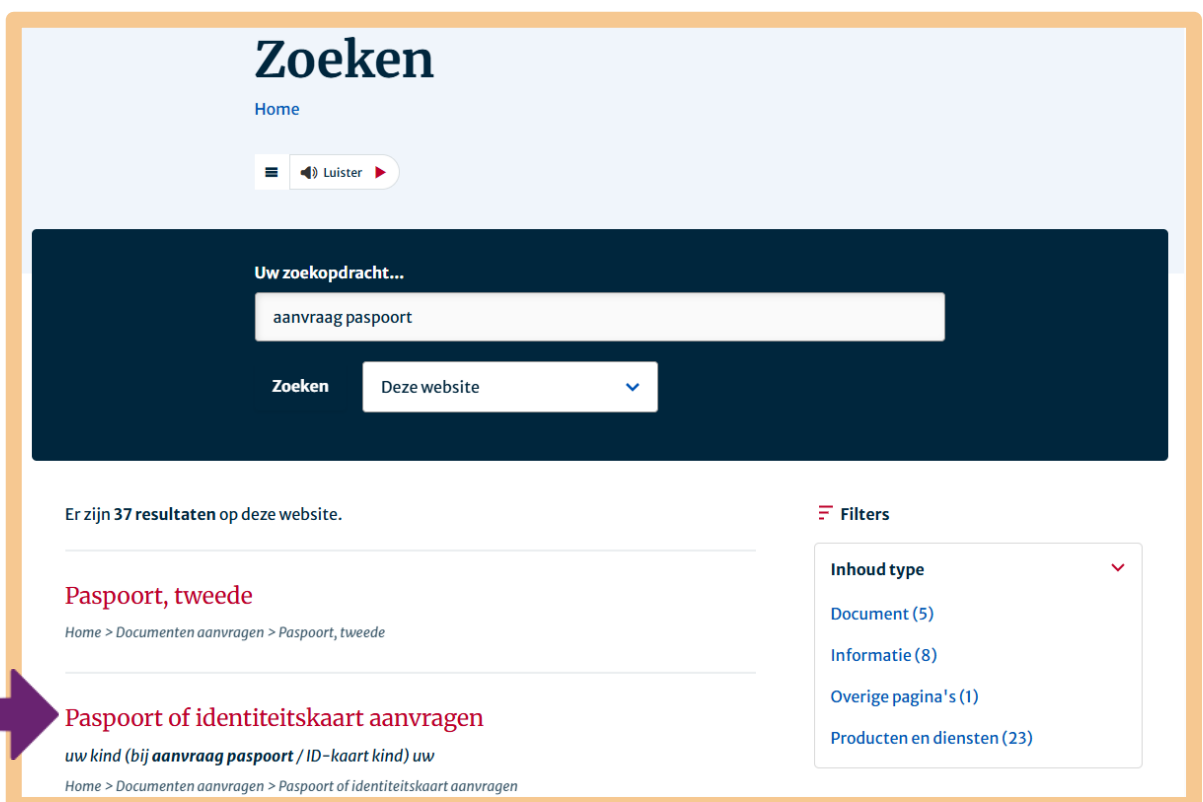 Zoeken
Home
Luister
Uw zoekopdracht...
aanvraag paspoort
Zoeken
Deze website
Er zijn 37 resultaten op deze website.
Paspoort, tweede
Home > Documenten aanvragen > Paspoort, tweede
Paspoort of identiteitskaart aanvragen
uw kind (bij aanvraag paspoort / ID-kaart kind) uw
Home > Documenten aanvragen > Paspoort of identiteitskaart aanvragen
Filters
Inhoud type
Document (5)
Informatie (8)
Overige pagina's (1)
Producten en diensten (23)